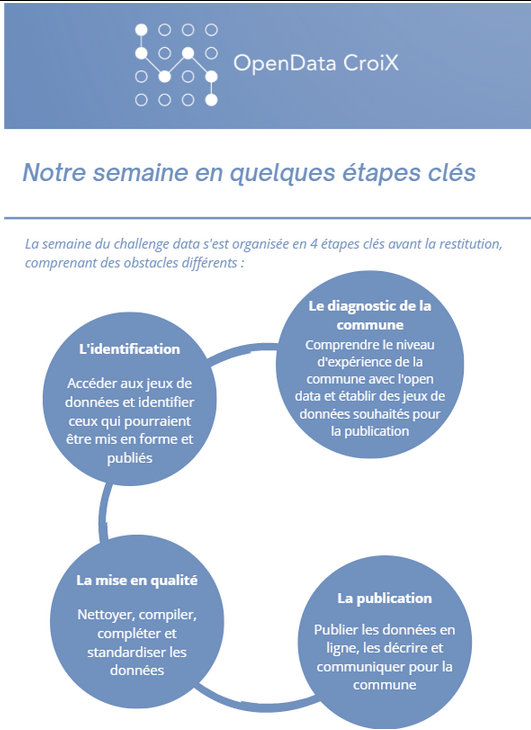 OpenData CroiX
Notre semaine en quelques étapes clés
La semaine du challenge data s'est organisée en 4 étapes clés avant la restitution,
comprenant des obstacles différents :
Le diagnostic de la
commune
Comprendre le niveau
d'expérience de la
commune avec l'open
data et établir des jeux de
données souhaités pour
la publication
L'identification
Accéder aux jeux de
données et identifier
ceux qui pourraient
être mis en forme et
publiés
La mise en qualité
Nettoyer, compiler,
compléter et
standardiser les
données
La publication
Publier les données en
ligne, les décrire et
communiquer pour la
commune